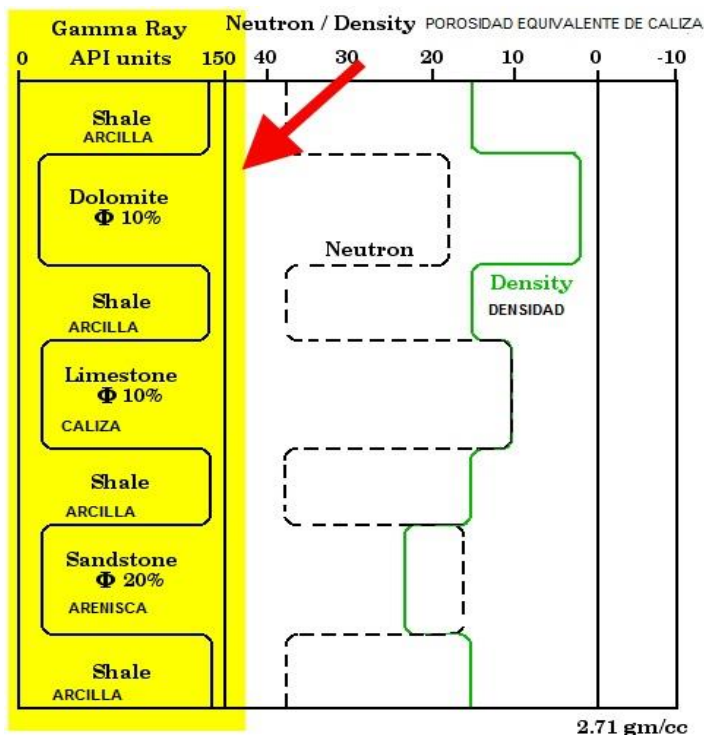 Gamma Ray
API units
0 150
Neutron / Density POROSIDAD EQUIVALENTE DE CALIZA
40 30 20 10 0 -10
Shale
ARCILLA
Dolomite
Φ 10%
Neutron
Shale
ARCILLA
Density
DENSIDAD
Limestone
Φ 10%
CALIZA
Shale
ARCILLA
Sandstone
Φ 20%
ARENISCA
Shale
ARCILLA
2.71 gm/cc